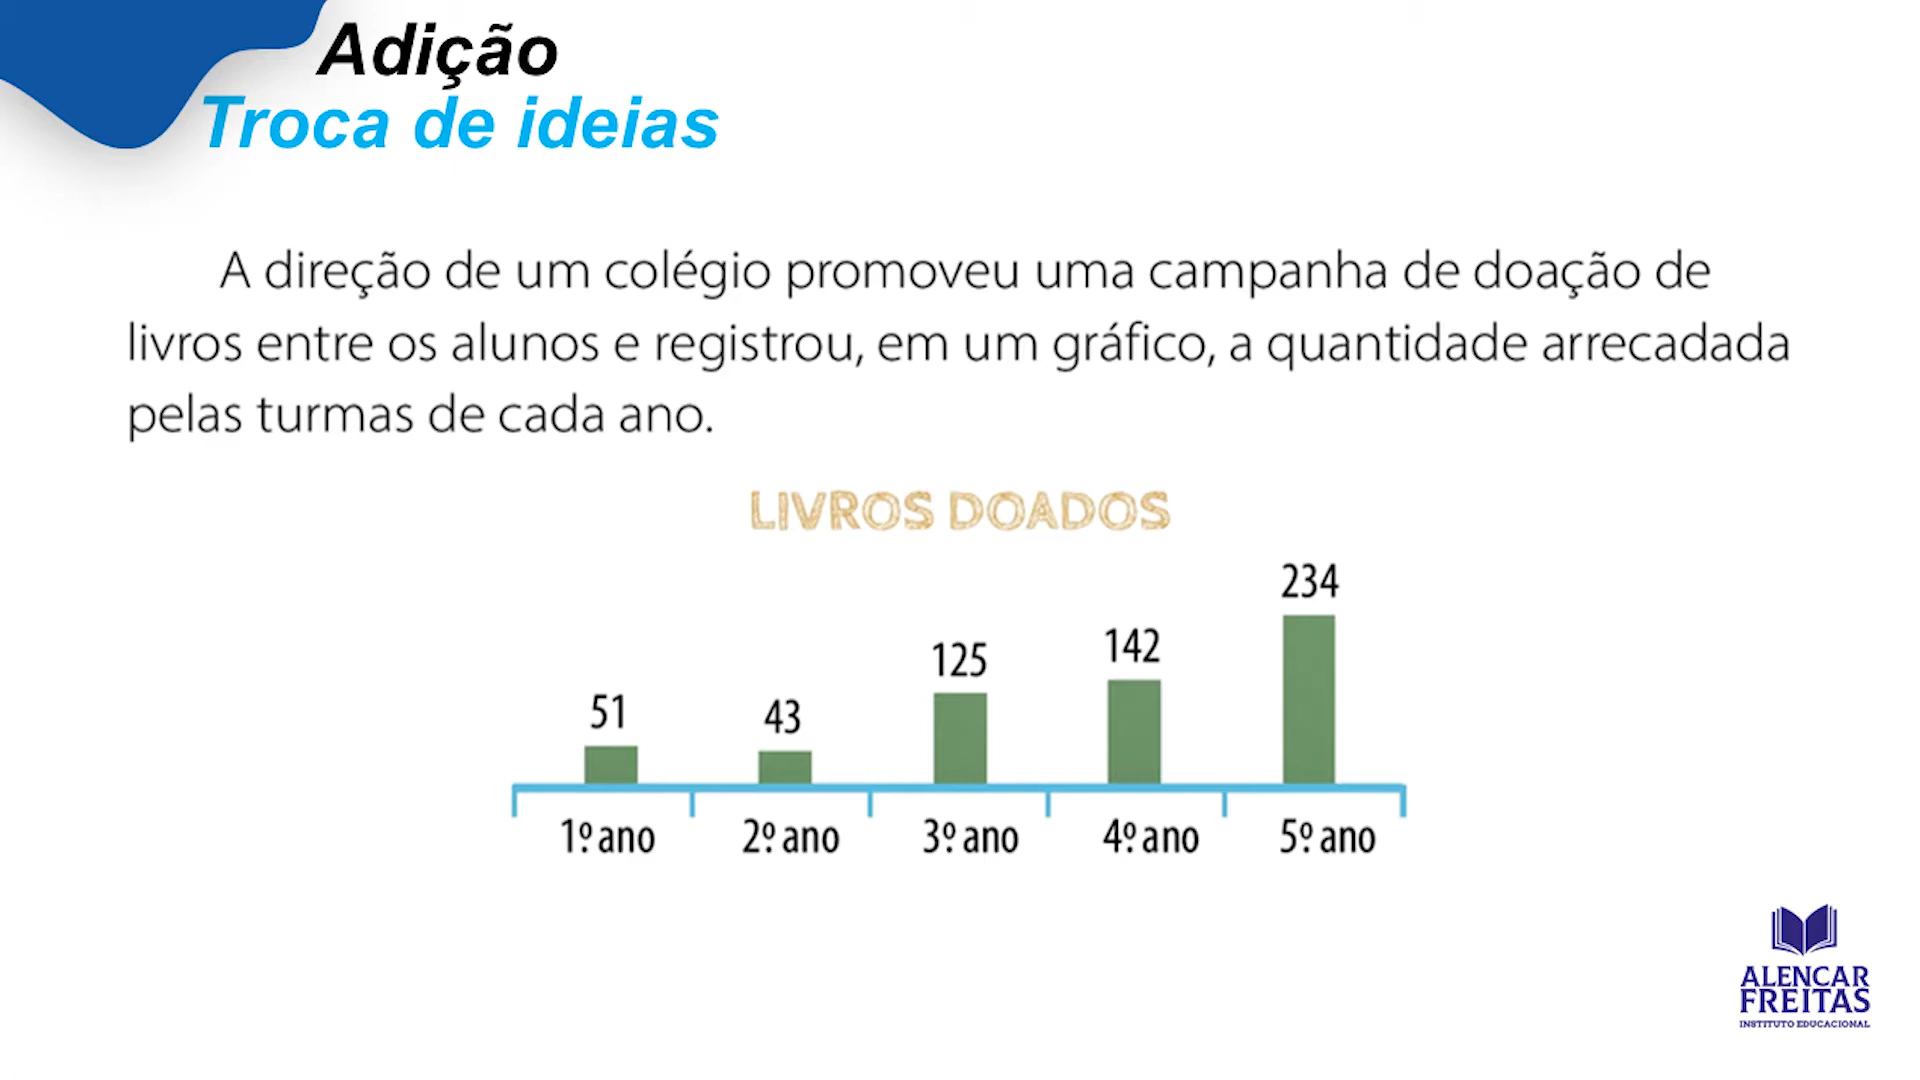 Adição
Troca de ideias
A direção de um colégio promoveu uma campanha de doação de
livros entre os alunos e registrou, em um gráfico, a quantidade arrecadada
pelas turmas de cada ano.
LIVROS DOADOS
51 43 125 142 234
1º. ano 2º. ano 3º. ano 4º. ano 5º. ano
ALENCAR
FREITAS
INSTITUTO EDUCACIONAL